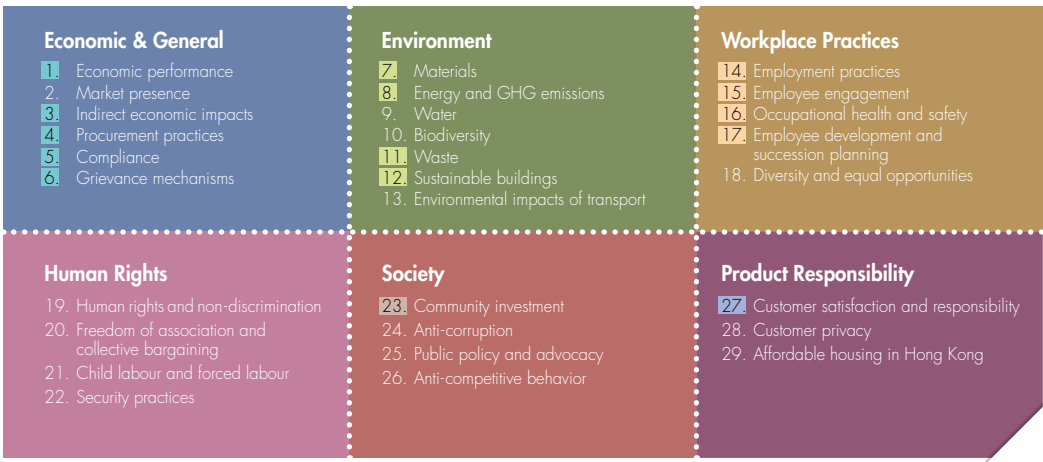 Economic & General
1. Economic performance
2. Market presence
3. Indirect economic impacts
4. Procurement practices
5. Compliance
6. Grievance mechanisms
Environment
7. Materials
8. Energy and GHG emissions
9. Water
10. Biodiversity
11. Waste
12. Sustainable buildings
13. Environmental impacts of transport
Workplace Practices
14. Employment practices
15. Employee engagement
16. Occupational health and safety
17. Employee development and
succession planning
18. Diversity and equal opportunities
Human Rights
19. Human rights and non-discrimination
20. Freedom of association and
collective bargaining
21. Child labour and forced labour
22. Security practices
Society
23. Community investment
24. Anti-corruption
25. Public policy and advocacy
26. Anti-competitive behavior
Product Responsibility
27. Customer satisfaction and responsibility
28. Customer privacy
29. Affordable housing in Hong Kong